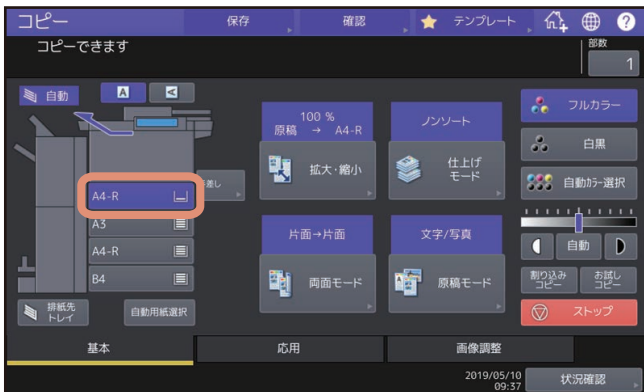 コピー
保存
確認
テンプレート
?
コピーできます
部数
1
自動
A
A
100 %
原稿 → A4-R
ノンソート
フルカラー
拡大・縮小
仕上げ
モード
白黒
差し
自動カラー選択
A4-R
A3
A4-R
B4
片面→片面
文字/写真
自動
両面モード
原稿モード
割り込み
コピー
お試し
コピー
排紙先
トレイ
自動用紙選択
ストップ
基本
応用
画像調整
2019/05/10
09:37
状況確認